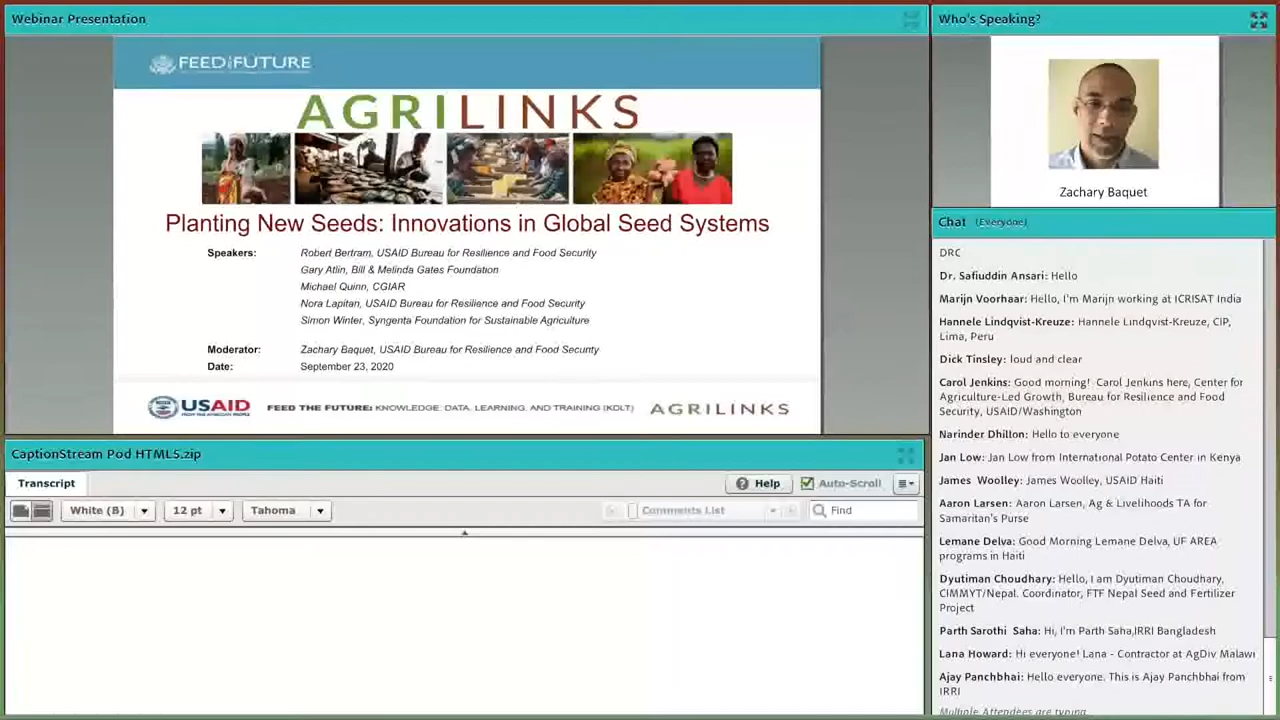 Webinar Presentation
FEED THE FUTURE
AGRILINKS
Planting New Seeds: Innovations in Global Seed Systems
Speakers: Robert Bertram, USAID Bureau for Resilience and Food Security
Gary Atlin, Bill & Melinda Gates Foundation
Michael Quinn, CGIAR
Nora Lapitan, USAID Bureau for Resilience and Food Security
Simon Winter, Syngenta Foundation for Sustainable Agriculture
Moderator: Zachary Baquet, USAID Bureau for Resilience and Food Security
Date: September 23, 2020
USAID
FROM THE AMERICAN PEOPLE
FEED THE FUTURE: KNOWLEDGE, DATA, LEARNING, AND TRAINING (KDLT)
AGRILINKS
CaptionStream Pod HTML5.zip
Transcript
Help
Auto-Scroll
White (B)
12 pt
Tahoma
Comments List
Find
Who's Speaking?
Zachary Baquet
Chat (Everyone)
DRC
Dr. Safiuddin Ansari: Hello
Marijn Voorhaar: Hello, I'm Marijn working at ICRISAT India
Hannele Lindqvist-Kreuze: Hannele Lindqvist-Kreuze, CIP,
Lima, Peru
Dick Tinsley: loud and clear
Carol Jenkins: Good morning! Carol Jenkins here, Center for
Agriculture-Led Growth, Bureau for Resilience and Food
Security, USAID/Washington
Narinder Dhillon: Hello to everyone
Jan Low: Jan Low from International Potato Center in Kenya
James Woolley: James Woolley, USAID Haiti
Aaron Larsen: Aaron Larsen, Ag & Livelihoods TA for
Samaritan's Purse
Lemane Delva: Good Morning Lemane Delva, UF AREA
programs in Haiti
Dyutiman Choudhary: Hello, I am Dyutiman Choudhary,
CIMMYT/Nepal. Coordinator, FTF Nepal Seed and Fertilizer
Project
Parth Sarothi Saha: Hi, I'm Parth Saha,IRRI Bangladesh
Lana Howard: Hi everyone! Lana - Contractor at AgDiv Malawi
Ajay Panchbhai: Hello everyone. This is Ajay Panchbhai from
IRRI
Multiple Attendees are typing